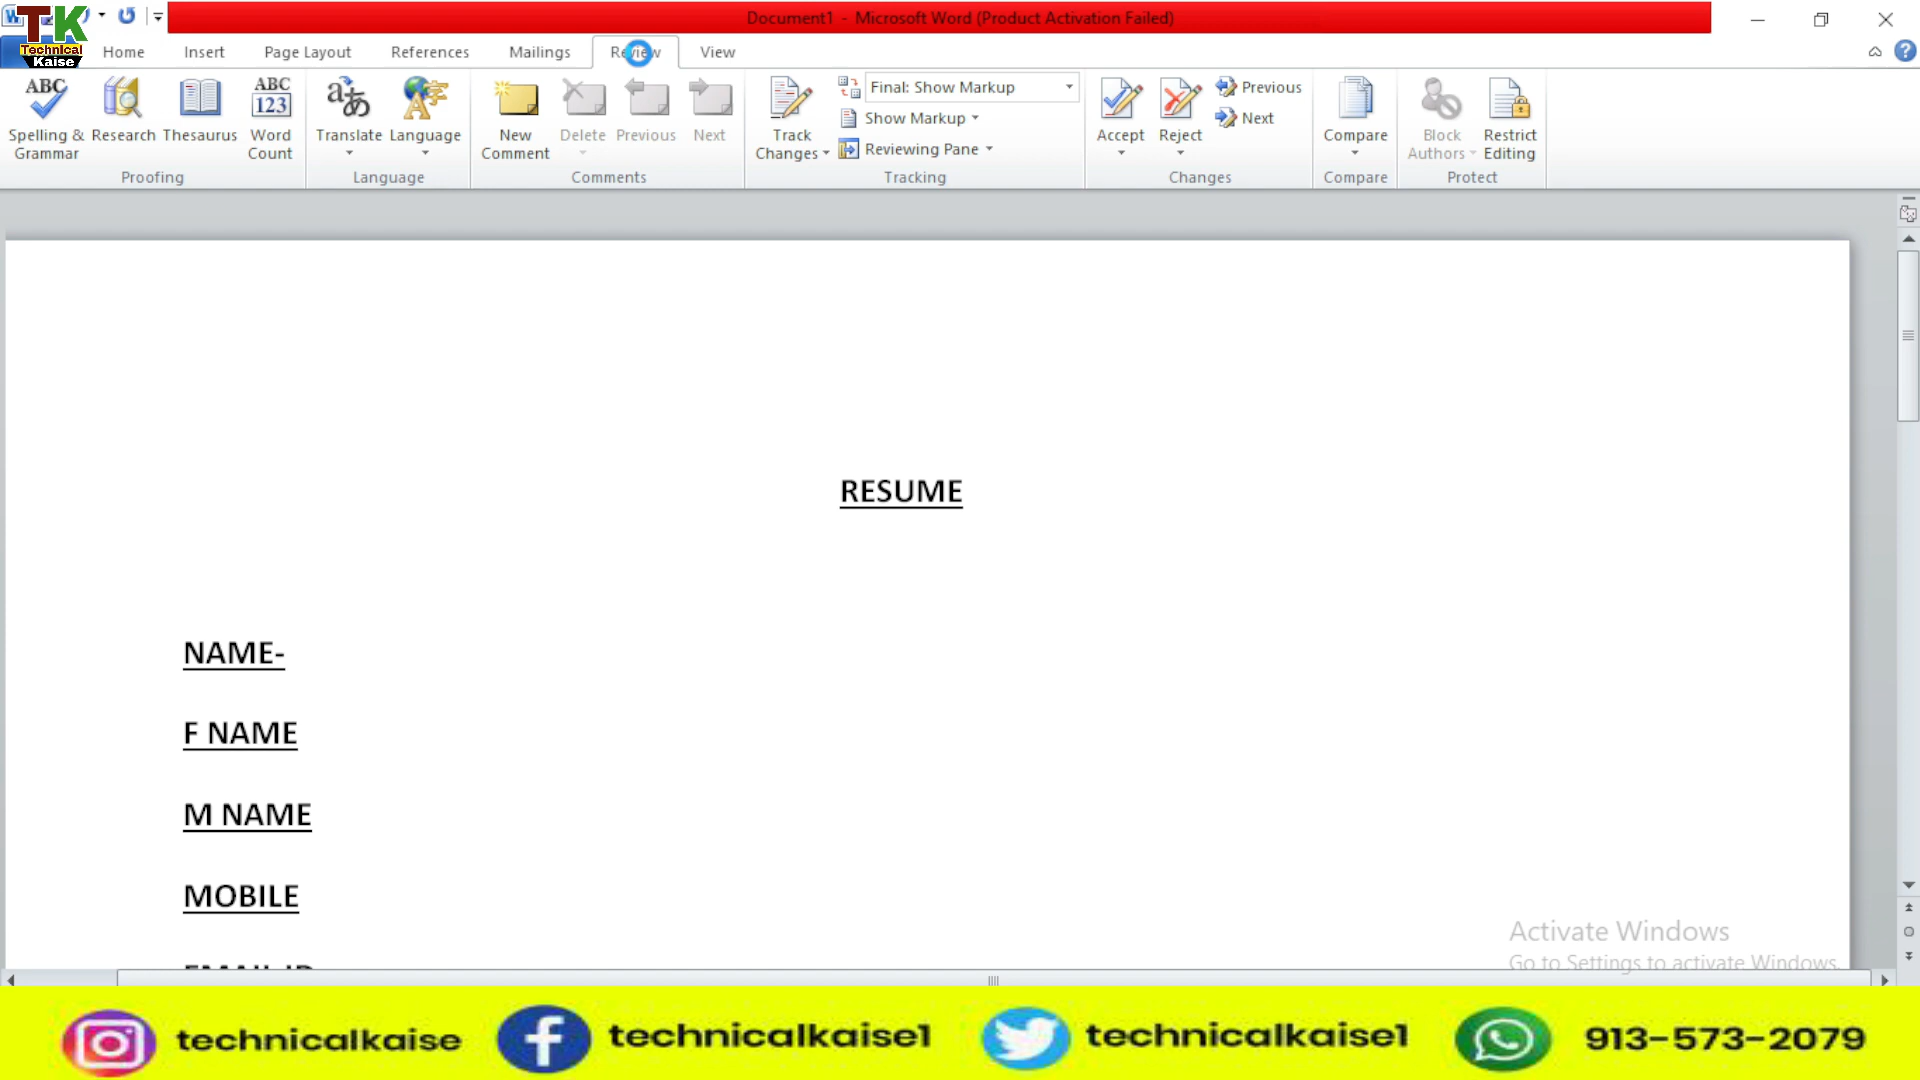 TK
Technical
Kaise
Document1 - Microsoft Word (Product Activation Failed)
Home Insert Page Layout References Mailings Review View
ABC
Spelling &
Grammar
Research
Thesaurus
ABC
123
Word
Count
Proofing
Translate
Language
Language
New
Comment
Delete
Previous
Next
Comments
Track
Changes
Final: Show Markup
Show Markup
Reviewing Pane
Tracking
Accept
Reject
Previous
Next
Changes
Compare
Compare
Block
Authors
Restrict
Editing
Protect
RESUME
NAME-
F NAME
M NAME
MOBILE
EMAIL ID
Activate Windows
Go to Settings to activate Windows.
technicalkaise technicalkaise1 technicalkaise1 913-573-2079